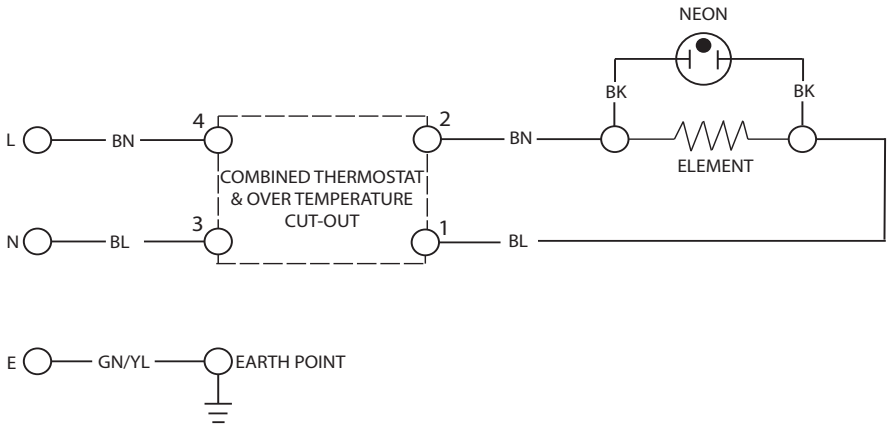 NEON
BK
BK
L
BN
4
2
BN
ELEMENT
COMBINED THERMOSTAT
& OVER TEMPERATURE
CUT-OUT
N
BL
3
1
BL
E
GN/YL
EARTH POINT